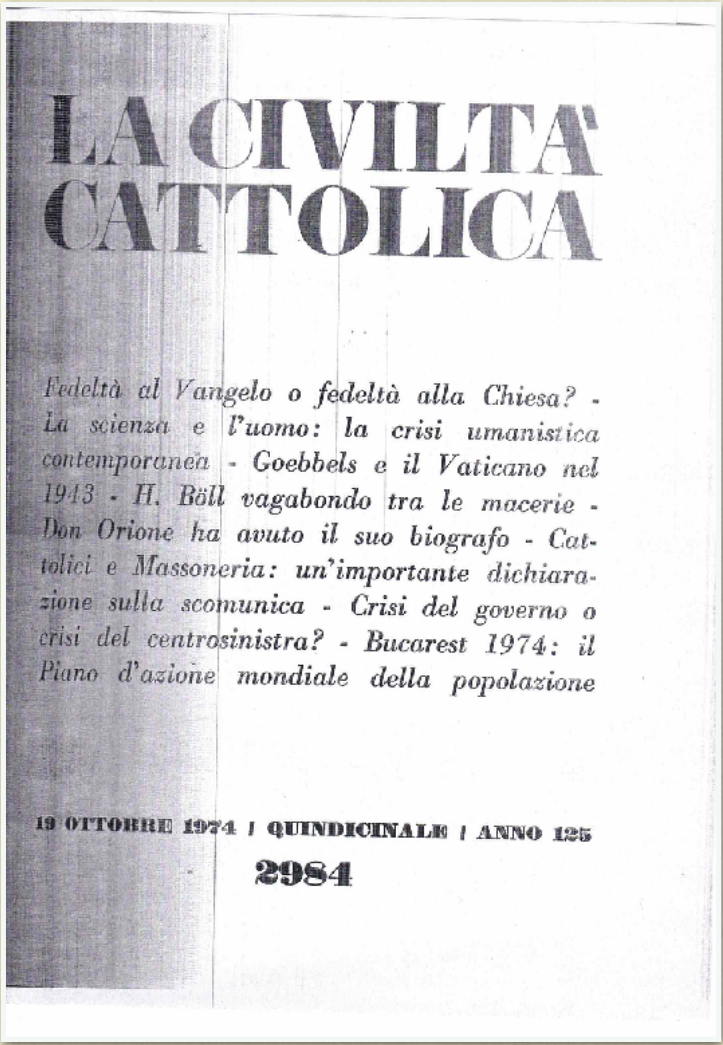 LA CIVILTA'
CATTOLICA
Fedeltà al Vangelo o fedeltà alla Chiesa? -
La scienza e l'uomo: la crisi umanistica
contemporanea - Goebbels e il Vaticano nel
1943 - H. Böll vagabondo tra le macerie -
Don Orione ha avuto il suo biografo - Cat-
tolici e Massoneria: un'importante dichiara-
zione sulla scomunica - Crisi del governo o
crisi del centrosinistra? - Bucarest 1974: il
Piano d'azione mondiale della popolazione
19 OTTOBRE 1974 / QUINDICINALE / ANNO 125
2984